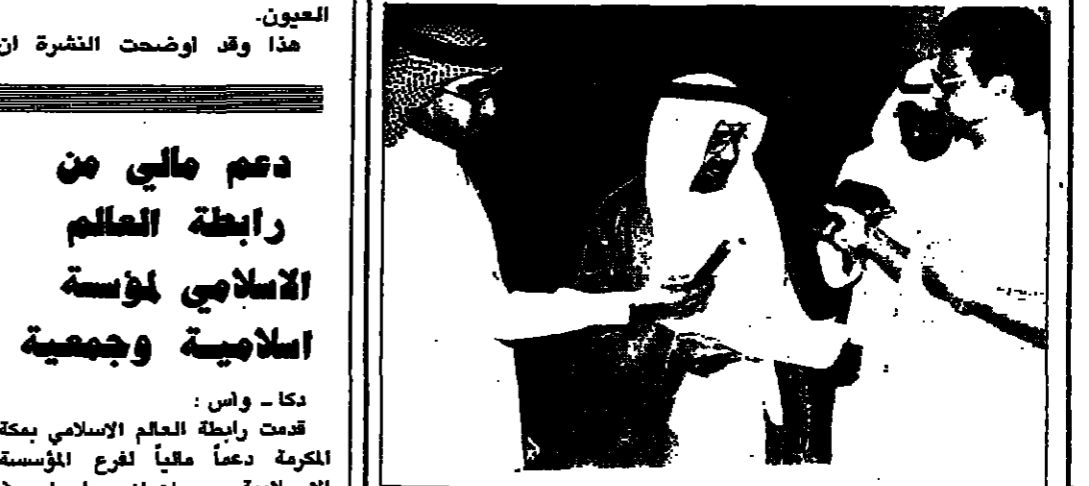 العيون.
هذا وقد اوضحت النشرة ان
دعم مالي من
رابطة العالم
الاسلامي لمؤسسة
اسلاميـة وجمعية
دكا ـ واس :
قدمت رابطة العالم الاسلامي بمكة
المكرمة دعماً مالياً لفرع المؤسسة